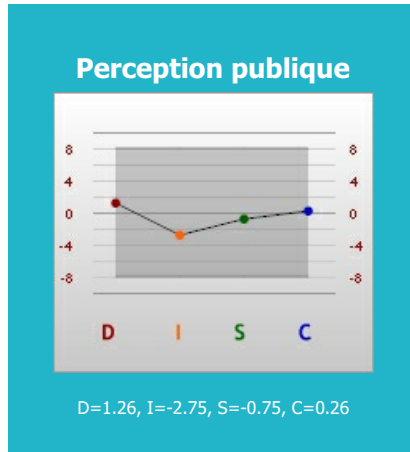 Perception publique
8 8
4 4
0 0
-4 -4
-8 -8
D I S C
D=1.26, I=-2.75, S=-0.75, C=0.26